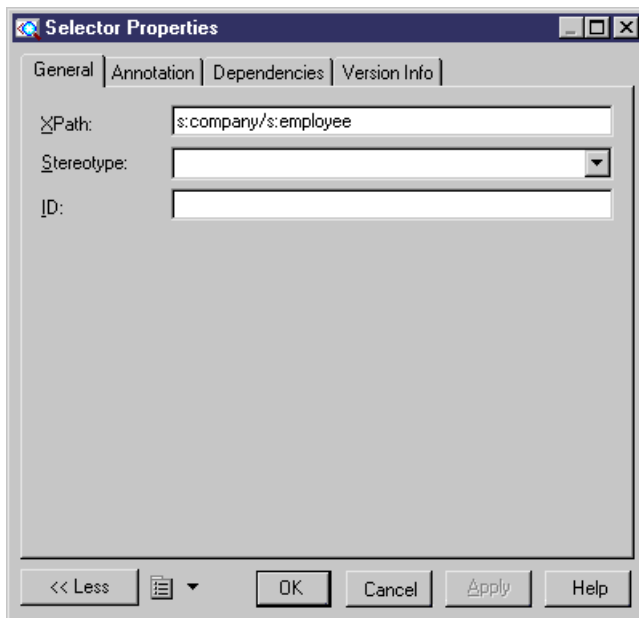 Selector Properties
General Annotation Dependencies Version Info
XPath: s:company/s:employee
Stereotype:
ID:
<< Less OK Cancel Apply Help